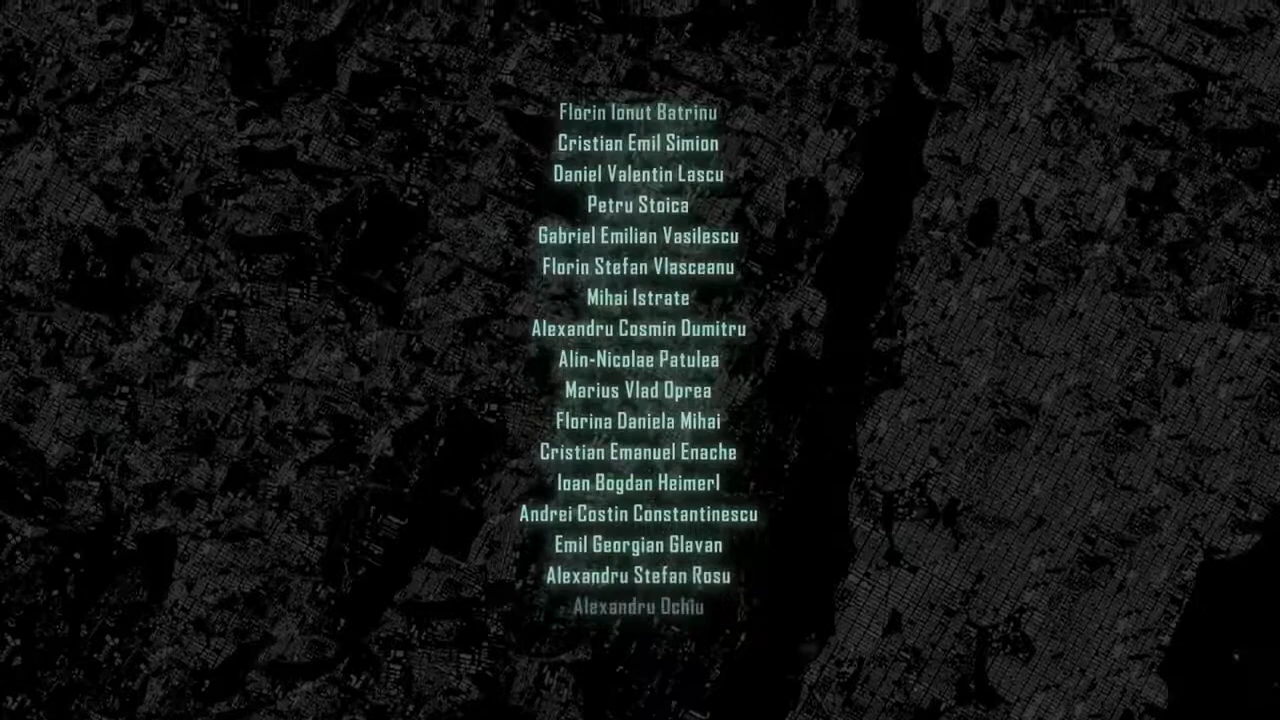 Florin Ionut Batrinu
Cristian Emil Simion
Daniel Valentin Lascu
Petru Stoica
Gabriel Emilian Vasilescu
Florin Stefan Vlasceanu
Mihai Istrate
Alexandru Cosmin Dumitru
Alin-Nicolae Patulea
Marius Vlad Oprea
Florina Daniela Mihai
Cristian Emanuel Enache
Ioan Bogdan Heimerl
Andrei Costin Constantinescu
Emil Georgian Glavan
Alexandru Stefan Rosu
Alexandru Ochiu